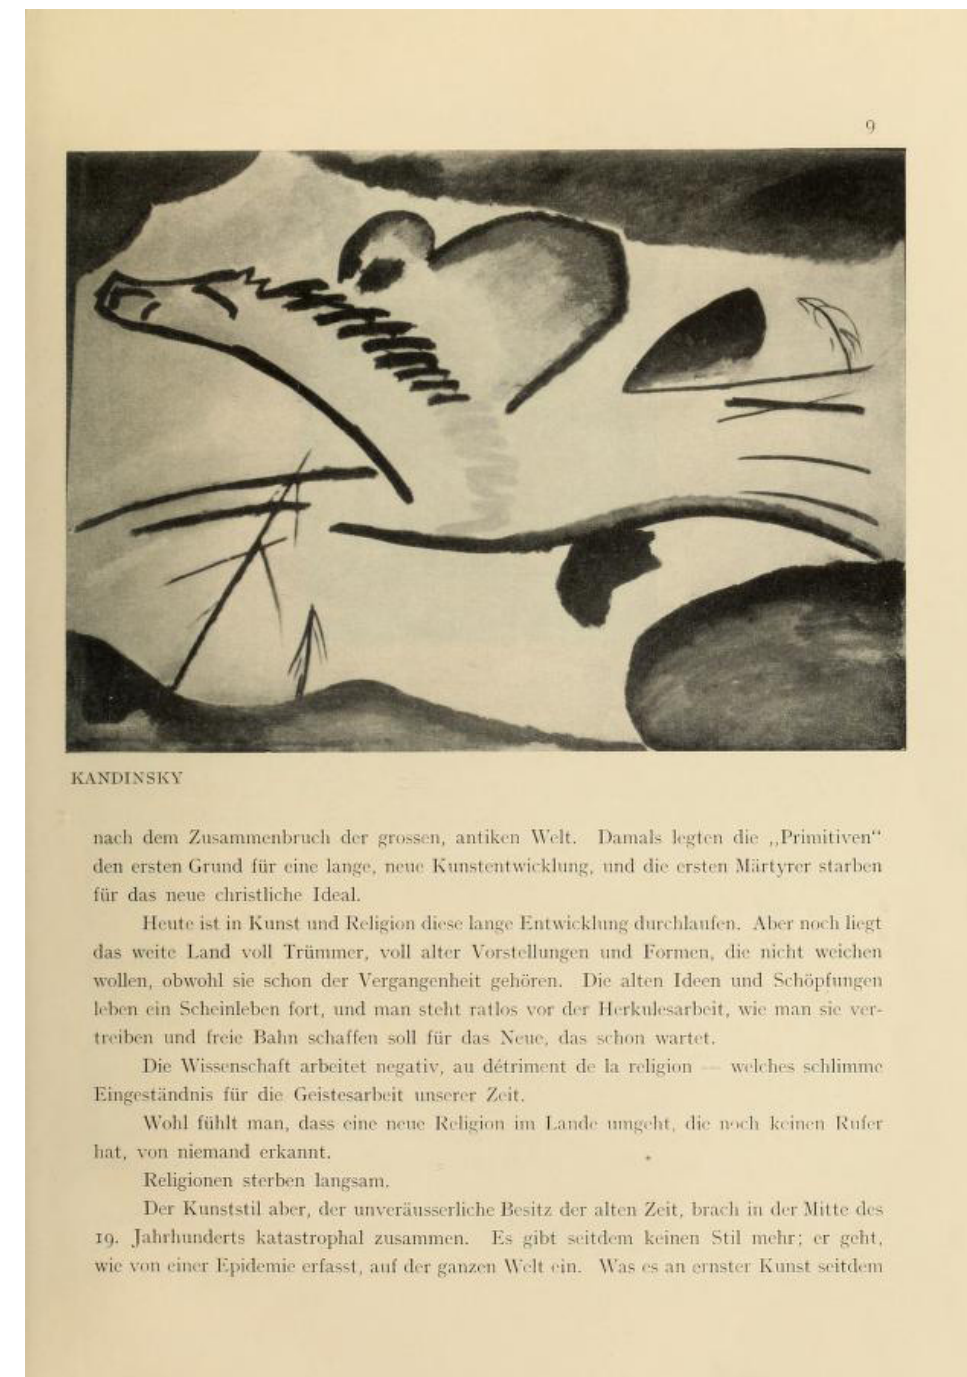 9
KANDINSKY
nach dem Zusammenbruch der grossen, antiken Welt. Damals legten die „Primitiven“
den ersten Grund für eine lange, neue Kunstentwicklung, und die ersten Märtyrer starben
für das neue christliche Ideal.
Heute ist in Kunst und Religion diese lange Entwicklung durchlaufen. Aber noch liegt
das weite Land voll Trümmer, voll alter Vorstellungen und Formen, die nicht weichen
wollen, obwohl sie schon der Vergangenheit gehören. Die alten Ideen und Schöpfungen
leben ein Scheinleben fort, und man steht ratlos vor der Herkulesarbeit, wie man sie ver-
treiben und freie Bahn schaffen soll für das Neue, das schon wartet.
Die Wissenschaft arbeitet negativ, au détriment de la religion — welches schlimme
Eingeständnis für die Geistesarbeit unserer Zeit.
Wohl fühlt man, dass eine neue Religion im Lande umgeht, die noch keinen Rufer
hat, von niemand erkannt.
Religionen sterben langsam.
Der Kunststil aber, der unveräusserliche Besitz der alten Zeit, brach in der Mitte des
19. Jahrhunderts katastrophal zusammen. Es gibt seitdem keinen Stil mehr; er geht,
wie von einer Epidemie erfasst, auf der ganzen Welt ein. Was es an ernster Kunst seitdem